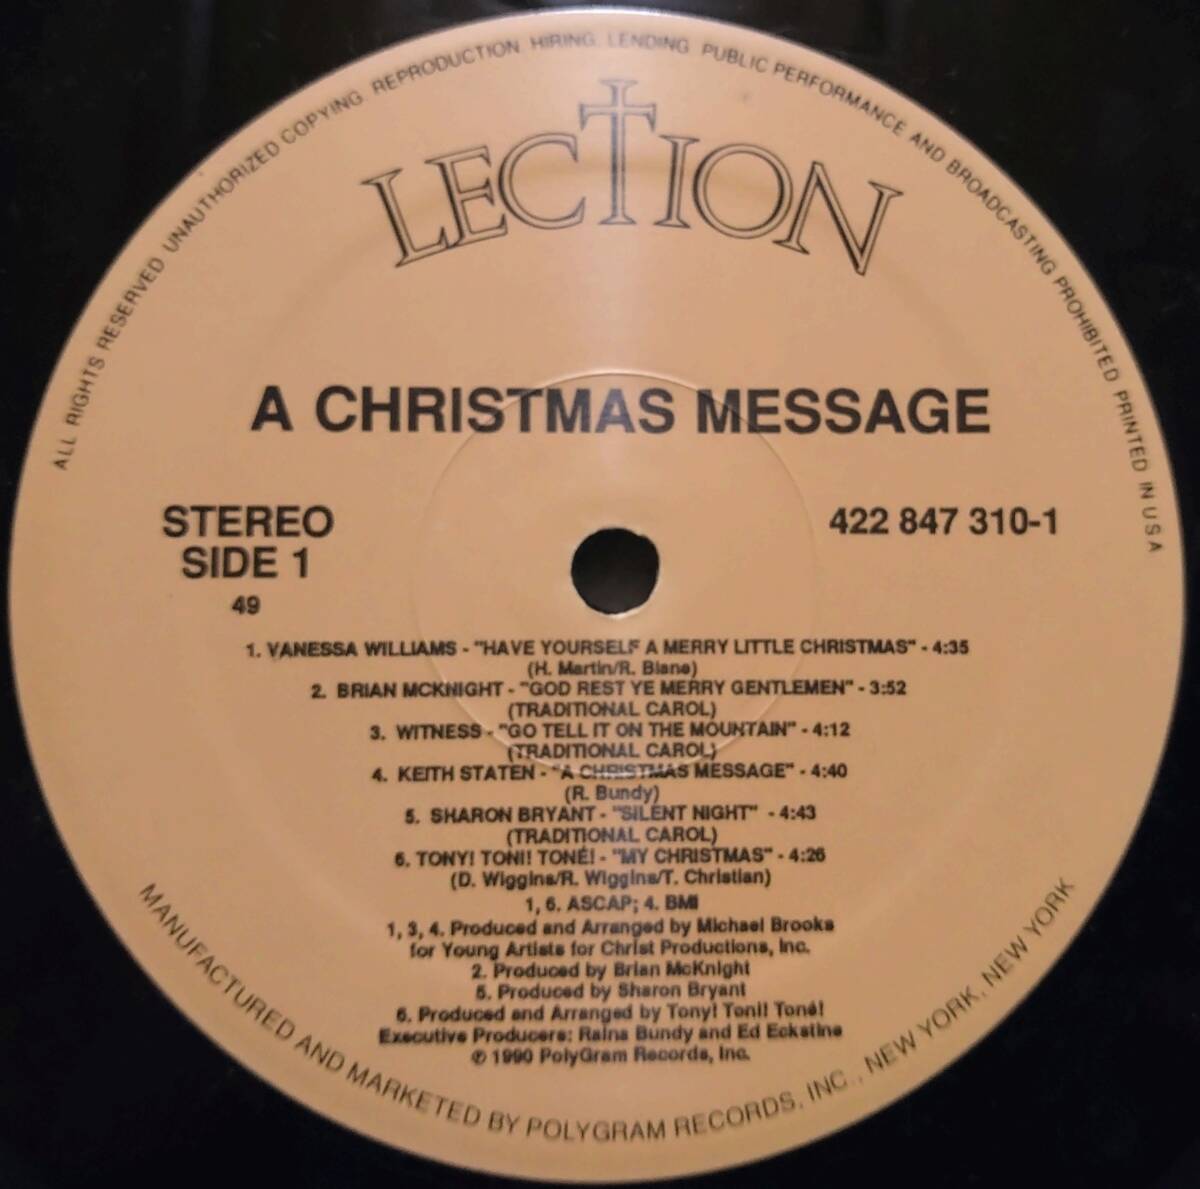 ALL RIGHTS RESERVED UNAUTHORIZED COPYING. REPRODUCTION HIRING. LENDING PUBLIC PERFORMANCE AND BROADCASTING PROHIBITED PRINTED IN U S A
LECTION
A CHRISTMAS MESSAGE
STEREO
SIDE 1
49
422 847 310-1
1. VANESSA WILLIAMS - "HAVE YOURSELF A MERRY LITTLE CHRISTMAS" - 4:35
(H. Martin/R. Blane)
2. BRIAN MCKNIGHT - "GOD REST YE MERRY GENTLEMEN" - 3:52
(TRADITIONAL CAROL)
3. WITNESS - "GO TELL IT ON THE MOUNTAIN" - 4:12
(TRADITIONAL CAROL)
4. KEITH STATEN - "A CHRISTMAS MESSAGE" - 4:40
(R. Bundy)
5. SHARON BRYANT - "SILENT NIGHT" - 4:43
(TRADITIONAL CAROL)
6. TONY! TONI! TONÉ! - "MY CHRISTMAS" - 4:26
(D. Wiggins/R. Wiggins/T. Christian)
1, 6. ASCAP; 4. BMI
1, 3, 4. Produced and Arranged by Michael Brooks
for Young Artists for Christ Productions, Inc.
2. Produced by Brian McKnight
5. Produced by Sharon Bryant
6. Produced and Arranged by Tony! Toni! Toné!
Executive Producers: Raina Bundy and Ed Eckstine
℗ 1990 PolyGram Records, Inc.
MANUFACTURED AND MARKETED BY POLYGRAM RECORDS, INC., NEW YORK, NEW YORK